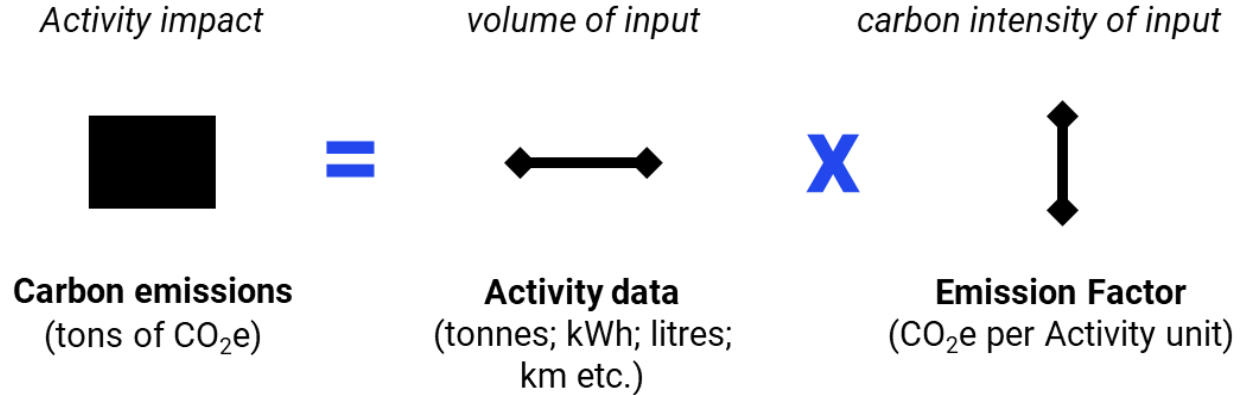 Activity impact
volume of input
carbon intensity of input
=
X
Carbon emissions
(tons of CO₂e)
Activity data
(tonnes; kWh; litres;
km etc.)
Emission Factor
(CO₂e per Activity unit)